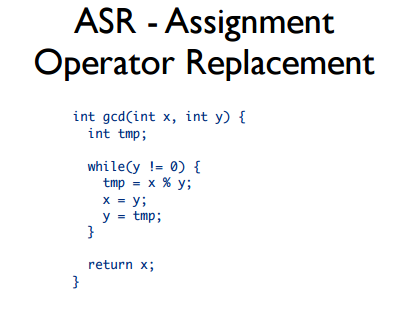 ASR - Assignment
Operator Replacement
int gcd(int x, int y) {
  int tmp;
  while(y != 0) {
    tmp = x % y;
    x = y;
    y = tmp;
  }
  return x;
}